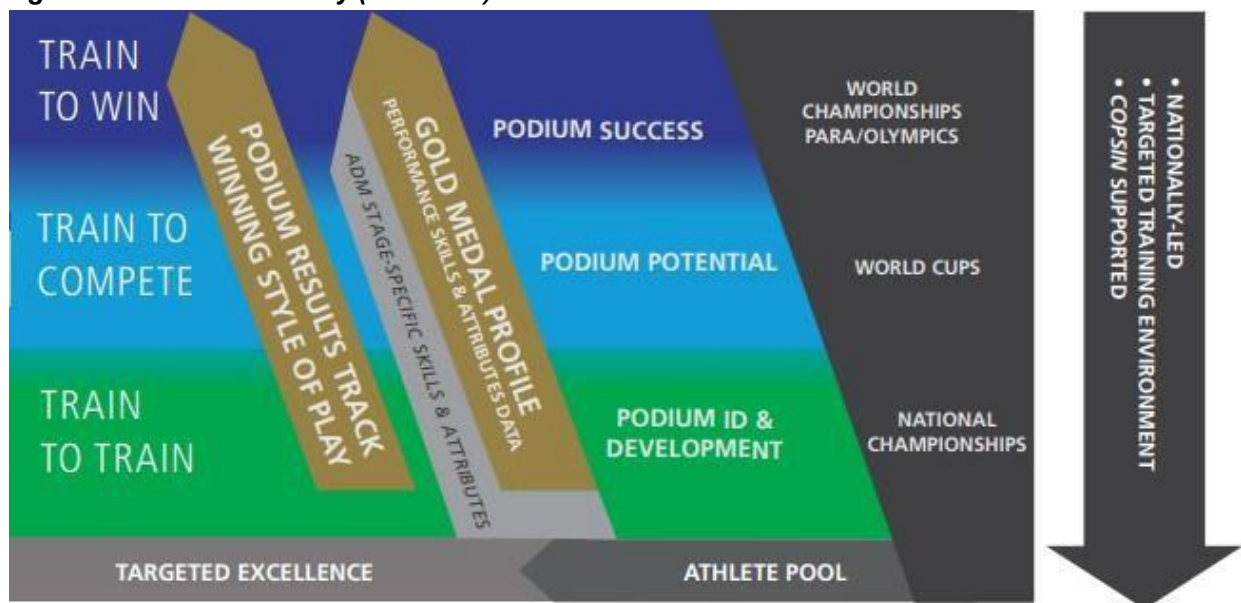 TRAIN
TO WIN
TRAIN TO
COMPETE
TRAIN
TO TRAIN
PODIUM RESULTS TRACK
WINNING STYLE OF PLAY
ADM STAGE-SPECIFIC SKILLS & ATTRIBUTES
GOLD MEDAL PROFILE
PERFORMANCE SKILLS & ATTRIBUTES DATA
PODIUM SUCCESS
PODIUM POTENTIAL
PODIUM ID &
DEVELOPMENT
WORLD
CHAMPIONSHIPS
PARA/OLYMPICS
WORLD CUPS
NATIONAL
CHAMPIONSHIPS
• NATIONALLY-LED
• TARGETED TRAINING ENVIRONMENT
• COPSIN SUPPORTED
TARGETED EXCELLENCE
ATHLETE POOL